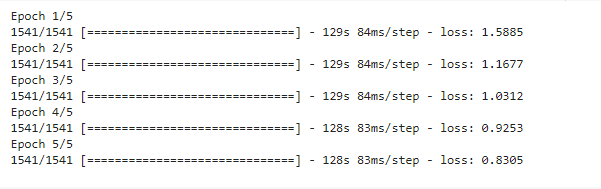 Epoch 1/5
1541/1541 [==============================] - 129s 84ms/step - loss: 1.5885
Epoch 2/5
1541/1541 [==============================] - 129s 84ms/step - loss: 1.1677
Epoch 3/5
1541/1541 [==============================] - 129s 84ms/step - loss: 1.0312
Epoch 4/5
1541/1541 [==============================] - 128s 83ms/step - loss: 0.9253
Epoch 5/5
1541/1541 [==============================] - 128s 83ms/step - loss: 0.8305